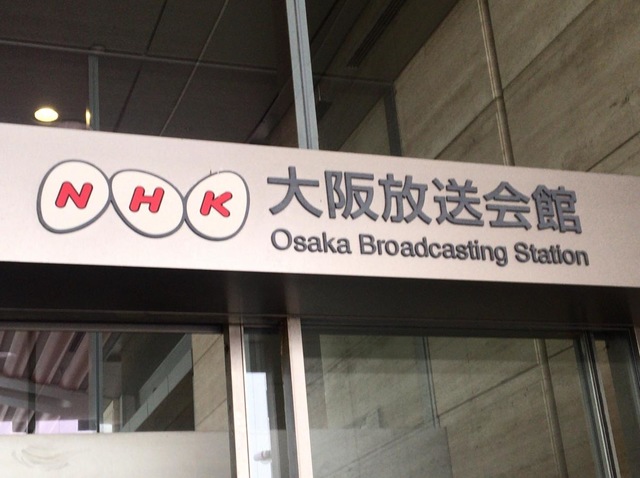 NHK 大阪放送会館
Osaka Broadcasting Station